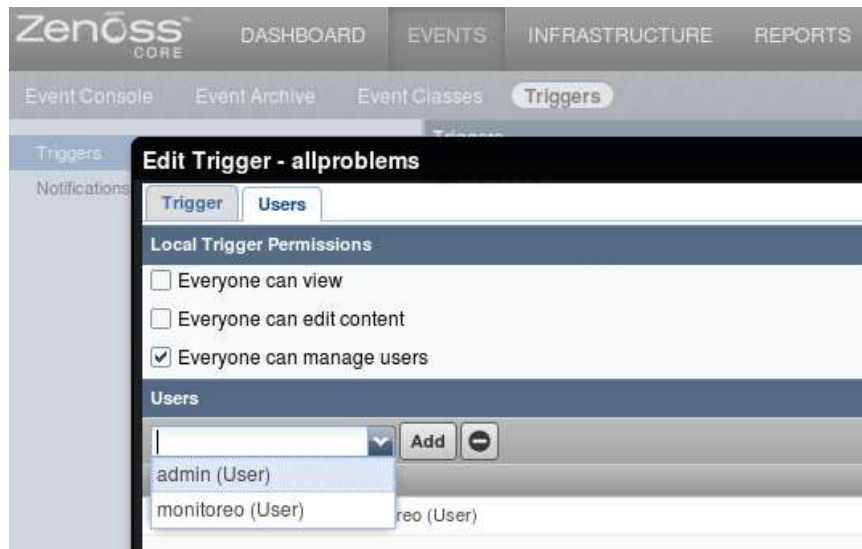 Zenōss
CORE
DASHBOARD EVENTS INFRASTRUCTURE REPORTS
Event Console Event Archive Event Classes Triggers
Triggers
Triggers
Notifications
Edit Trigger - allproblems
Trigger Users
Local Trigger Permissions
Everyone can view
Everyone can edit content
Everyone can manage users
Users
Add
admin (User)
monitoreo (User)
reo (User)